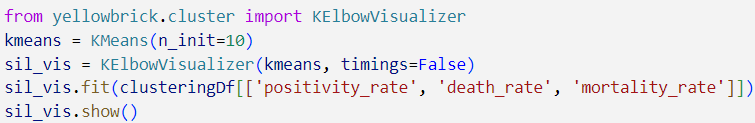 from yellowbrick.cluster import KElbowVisualizer
kmeans = KMeans(n_init=10)
sil_vis = KElbowVisualizer(kmeans, timings=False)
sil_vis.fit(clusteringDf[['positivity_rate', 'death_rate', 'mortality_rate']])
sil_vis.show()